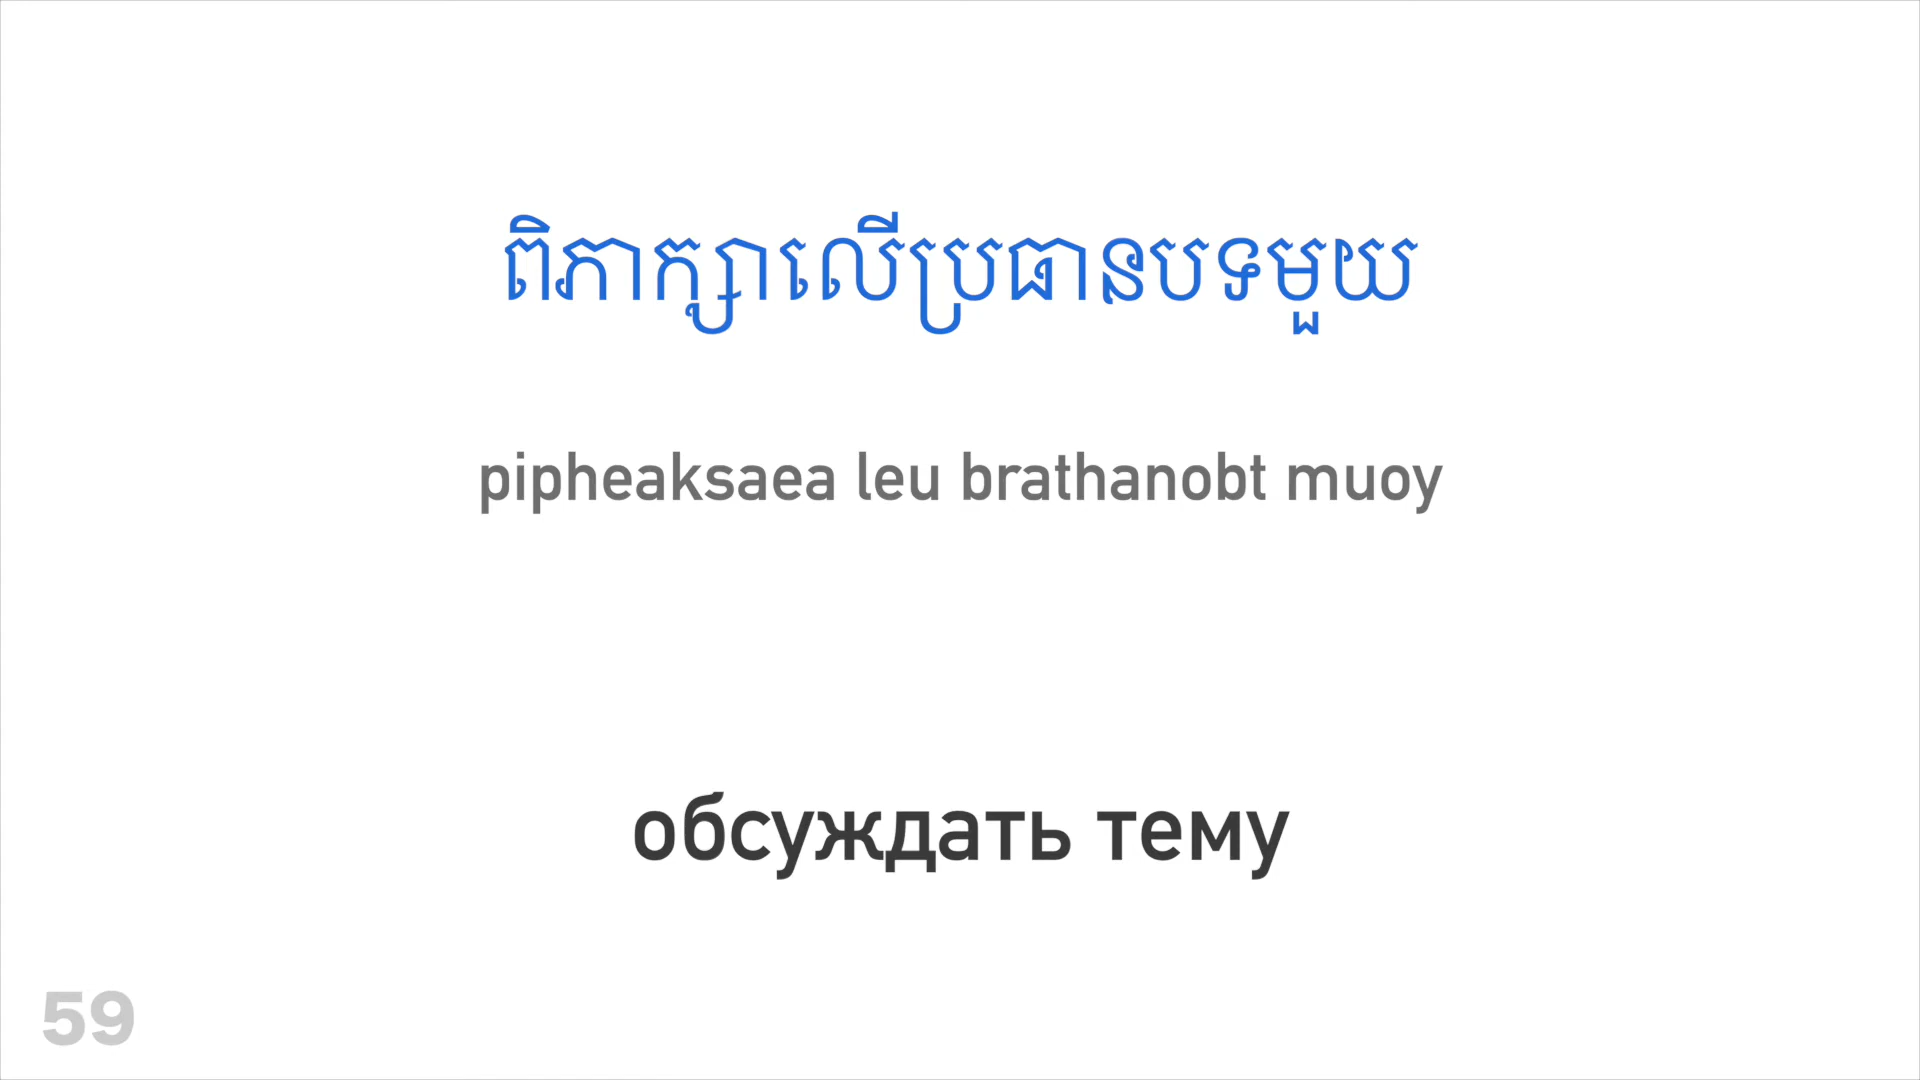 ពិភាក្សាលើប្រធានបទមួយ
pipheaksaea leu brathanobt muoy
обсуждать тему
59